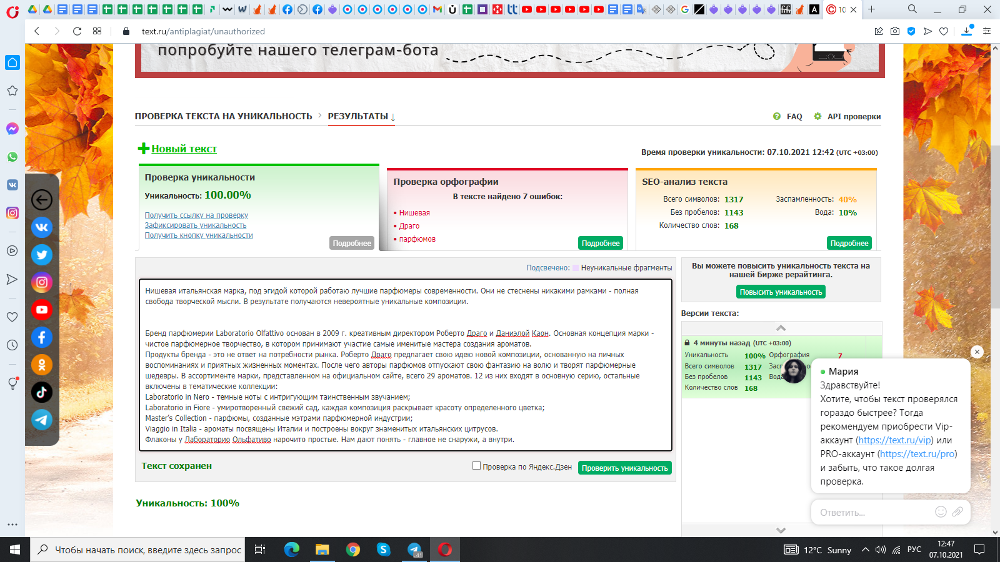 10
text.ru/antiplagiat/unauthorized
попробуйте нашего телеграм-бота
ПРОВЕРКА ТЕКСТА НА УНИКАЛЬНОСТЬ > РЕЗУЛЬТАТЫ ↓
FAQ API проверки
Новый текст
Время проверки уникальности: 07.10.2021 12:42 (UTC +03:00)
Проверка уникальности
Уникальность: 100.00%
Получить ссылку на проверку
Зафиксировать уникальность
Получить кнопку уникальности
Подробнее
Проверка орфографии
В тексте найдено 7 ошибок:
• Нишевая
• Драго
• парфюмов
Подробнее
SEO-анализ текста
Всего символов: 1317 Заспамленность: 40%
Без пробелов: 1143 Вода: 10%
Количество слов: 168
Подробнее
Подсвечено: Неуникальные фрагменты
Нишевая итальянская марка, под эгидой которой работаю лучшие парфюмеры современности. Они не стеснены никакими рамками - полная
свобода творческой мысли. В результате получаются невероятные уникальные композиции.
Бренд парфюмерии Laboratorio Olfattivo основан в 2009 г. креативным директором Роберто Драго и Даниэлой Каон. Основная концепция марки -
чистое парфюмерное творчество, в котором принимают участие самые именитые мастера создания ароматов.
Продукты бренда - это не ответ на потребности рынка. Роберто Драго предлагает свою идею новой композиции, основанную на личных
воспоминаниях и приятных жизненных моментах. После чего авторы парфюмов отпускают свою фантазию на волю и творят парфюмерные
шедевры. В ассортименте марки, представленном на официальном сайте, всего 29 ароматов. 12 из них входят в основную серию, остальные
включены в тематические коллекции:
Laboratorio in Nero - темные ноты с интригующим таинственным звучанием;
Laboratorio in Fiore - умиротворенный свежий сад, каждая композиция раскрывает красоту определенного цветка;
Master's Collection - парфюмы, созданные мэтрами парфюмерной индустрии;
Viaggio in Italia - ароматы посвящены Италии и построены вокруг знаменитых итальянских цитрусов.
Флаконы у Лабораторио Ольфативо нарочито простые. Нам дают понять - главное не снаружи, а внутри.
Текст сохранен
Проверка по Яндекс.Дзен
Проверить уникальность
Уникальность: 100%
Вы можете повысить уникальность текста на
нашей Бирже рерайтинга.
Повысить уникальность
Версии текста:
4 минуты назад (UTC +03:00)
Уникальность 100% Орфография 7
Всего символов 1317
Без пробелов 1143 Вода
Количество слов 168
Мария
Здравствуйте!
Хотите, чтобы текст проверялся
гораздо быстрее? Тогда
рекомендуем приобрести Vip-
аккаунт (https://text.ru/vip) или
PRO-аккаунт (https://text.ru/pro)
и забыть, что такое долгая
проверка.
Ответить...
Чтобы начать поиск, введите здесь запрос
41
12°C Sunny
РУС
12:47
07.10.2021